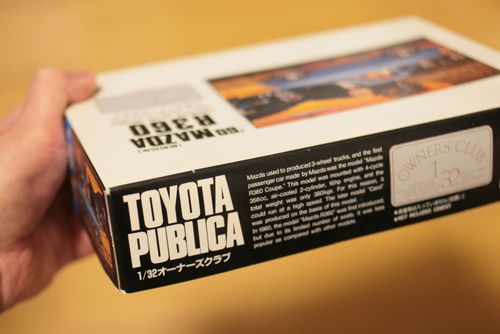 '60 MAZDA
R360
TOYOTA
PUBLICA
1/32オーナーズクラブ
Mazda used to produced 3-wheel trucks, and the first
passenger car made by Mazda was the model "Mazda
R360 Coupe." This model was mounted with 4-cycle
356cc, air-cooled 2-cylinder, 16hp engine, and the
total weight was only 380kgs. For this reason, it
could run at a high speed. The later model "Carol"
was produced on the basis of this model.
In 1960, the model "Mazda R360" was first introduced,
but due to its limited number of seats, it was not
popular as compared with other models.
OWNERS CLUB
1
32
NOT INCLUDED CEMENT